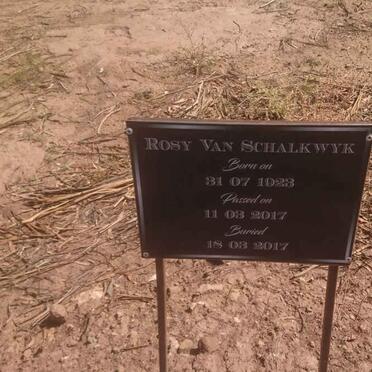 Rosy Van Schalkwyk
Born on
31 07 1923
Passed on
11 03 2017
Buried
18 03 2017